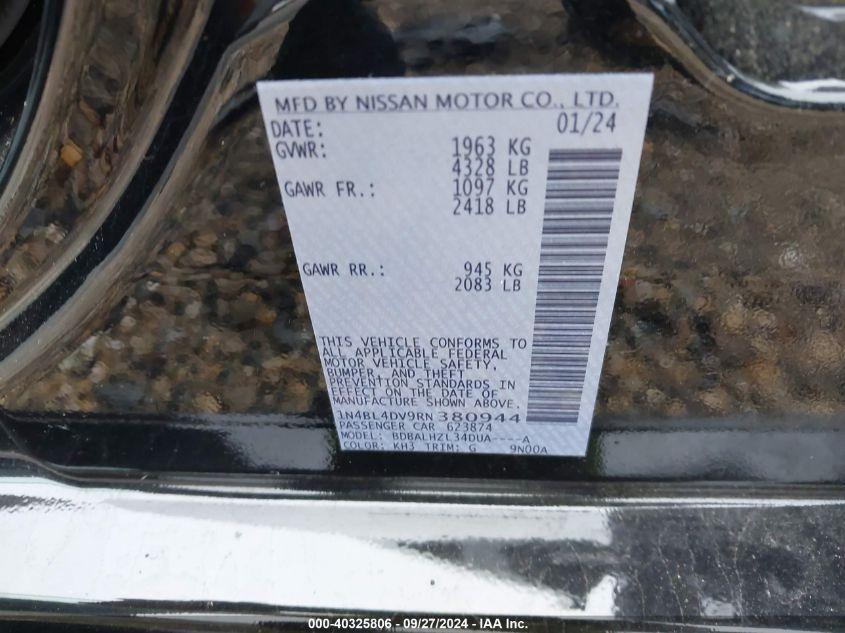 MFD BY NISSAN MOTOR CO., LTD.
DATE: 01/24
GVWR: 1963 KG
4328 LB
GAWR FR.: 1097 KG
2418 LB
GAWR RR.: 945 KG
2083 LB
THIS VEHICLE CONFORMS TO
ALL APPLICABLE FEDERAL
MOTOR VEHICLE SAFETY,
BUMPER, AND THEFT
PREVENTION STANDARDS IN
EFFECT ON THE DATE OF
MANUFACTURE SHOWN ABOVE.
1N4BL4DV9RN380944
PASSENGER CAR 623874
MODEL: BDBALHZL34DUA----A
COLOR: KH3 TRIM: G 9N00A
000-40325806 - 09/27/2024 - IAA Inc.